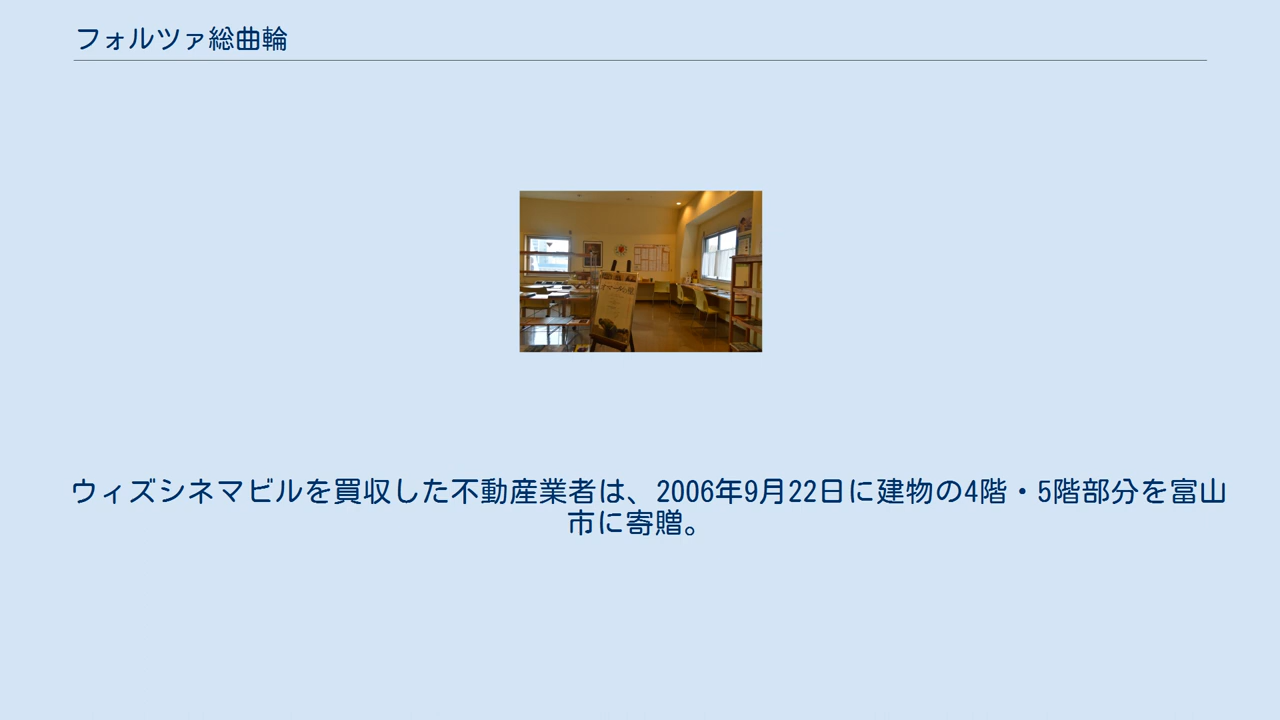 フォルツァ総曲輪
ウィズシネマビルを買収した不動産業者は、2006年9月22日に建物の4階・5階部分を富山
市に寄贈。